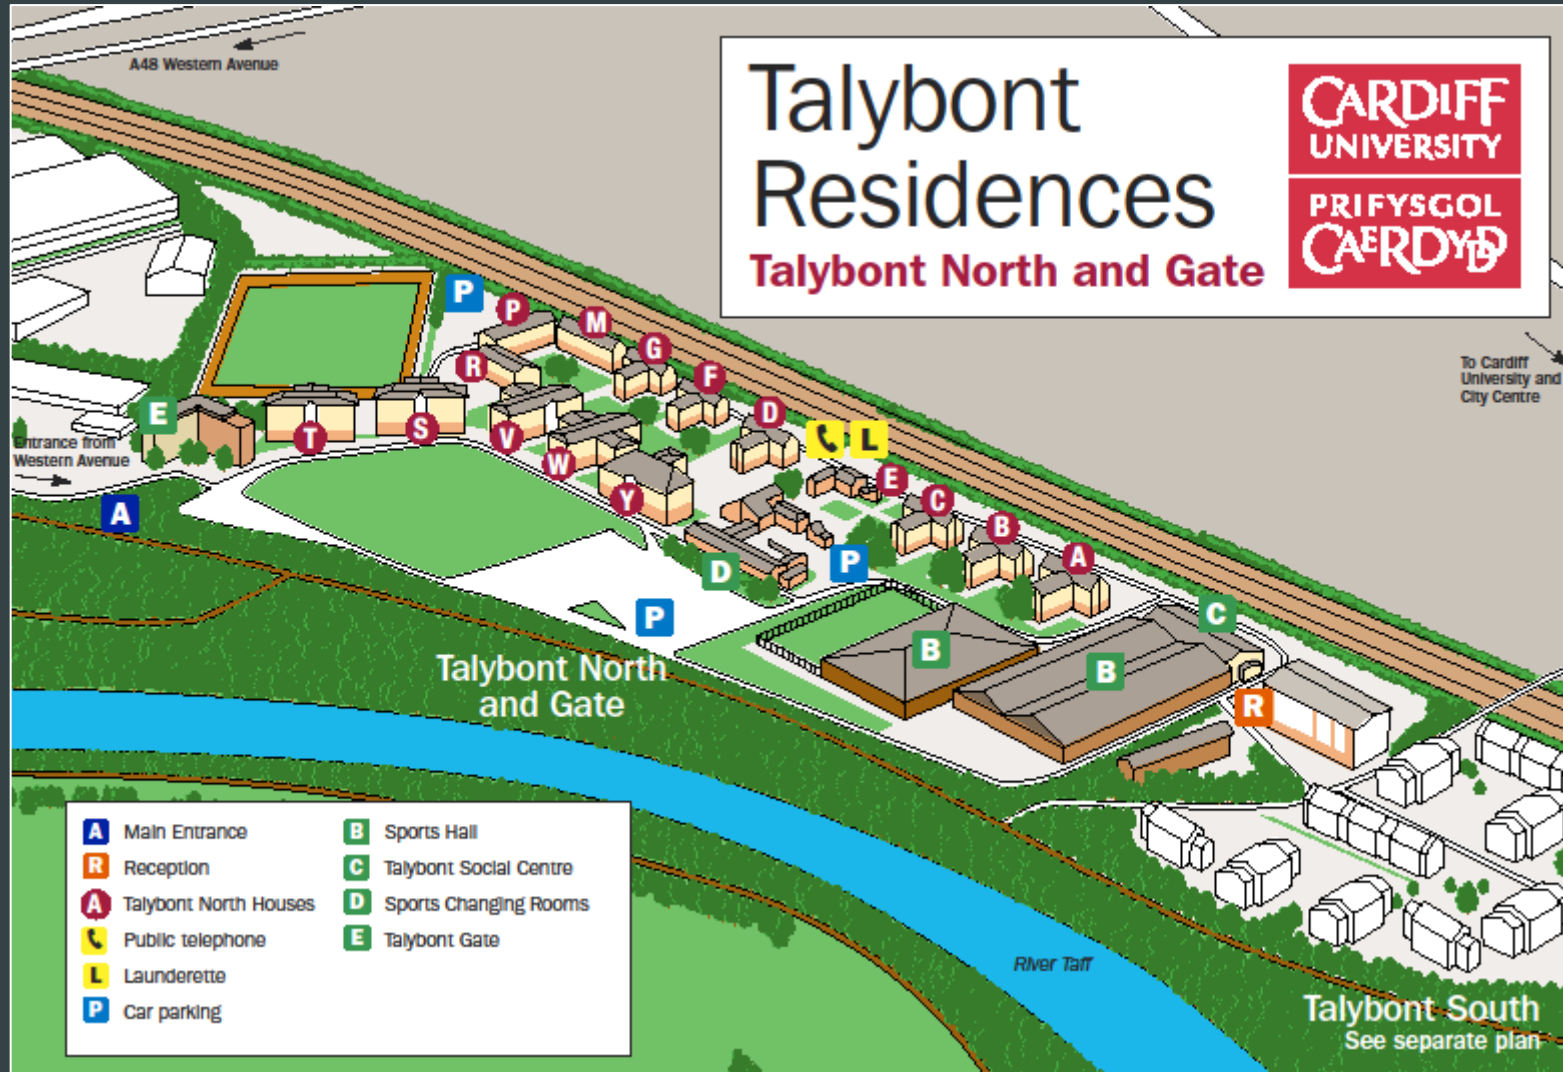 A48 Western Avenue
Talybont
Residences
Talybont North and Gate
CARDIFF
UNIVERSITY
PRIFYSGOL
CAERDYDD
To Cardiff
University and
City Centre
P
P
M
R
G
F
D
L
E
T
S
V
W
Y
E
C
B
A
Entrance from
Western Avenue
A
D
P
P
B
B
C
R
Talybont North
and Gate
River Taff
Talybont South
See separate plan
A Main Entrance
R Reception
A Talybont North Houses
Public telephone
L Launderette
P Car parking
B Sports Hall
C Talybont Social Centre
D Sports Changing Rooms
E Talybont Gate